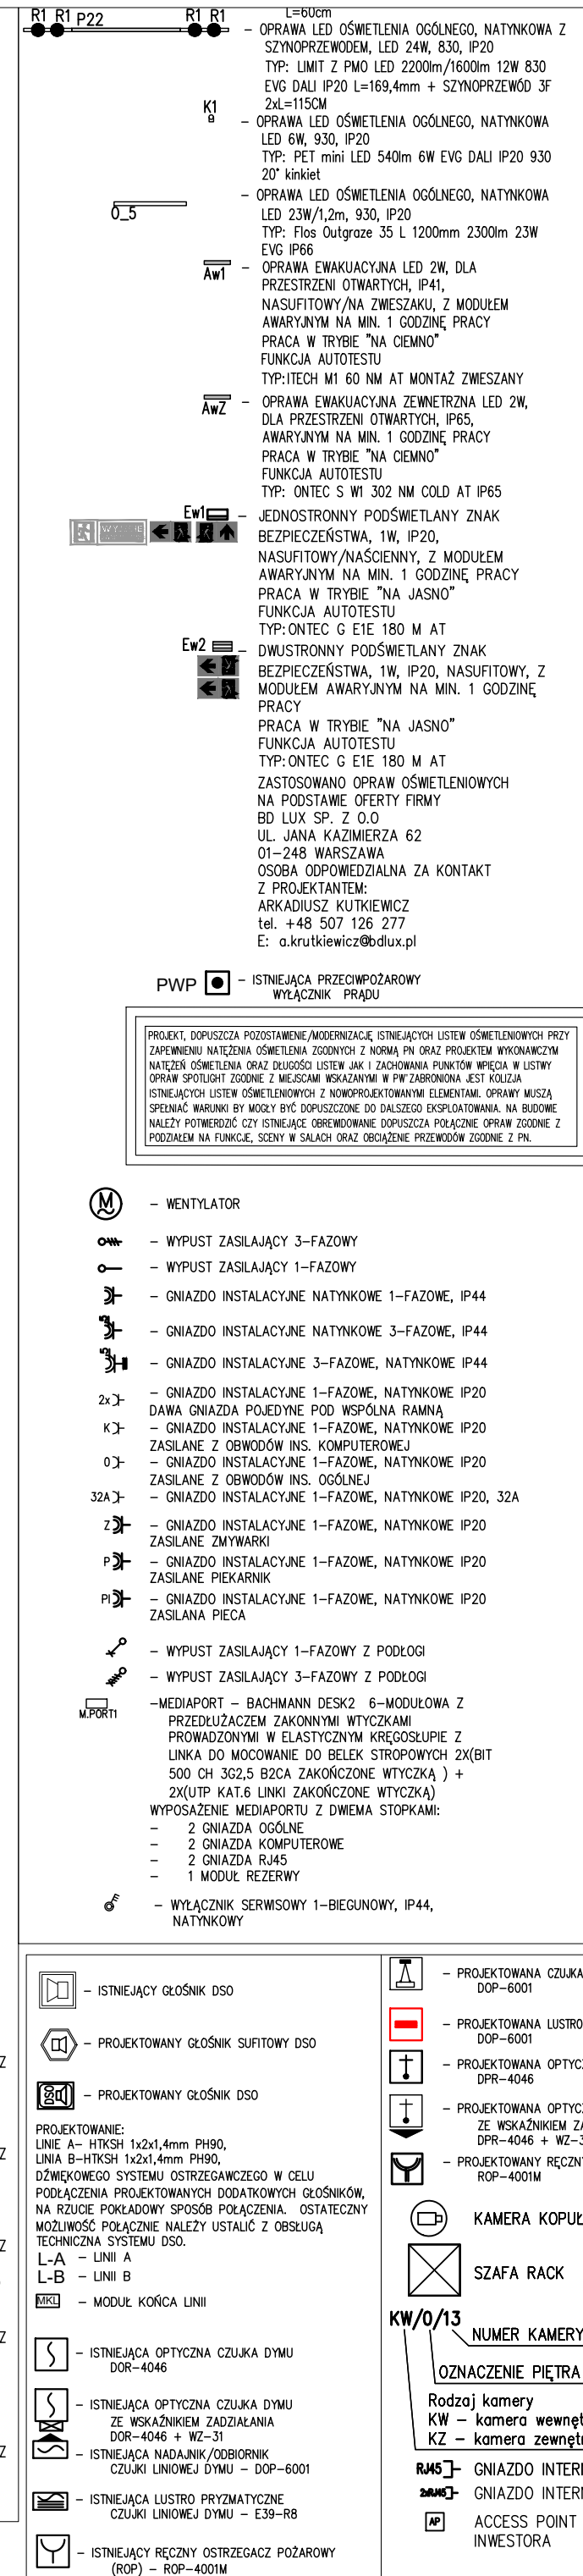 R1 R1 P22 R1 R1 L=60cm
– OPRAWA LED OŚWIETLENIA OGÓLNEGO, NATYNKOWA Z
SZYNOPRZEWODEM, LED 24W, 830, IP20
TYP: LIMIT Z PMO LED 2200lm/1600lm 12W 830
EVG DALI IP20 L=169,4mm + SZYNOPRZEWÓD 3F
2xL=115CM
K1
– OPRAWA LED OŚWIETLENIA OGÓLNEGO, NATYNKOWA
LED 6W, 930, IP20
TYP: PET mini LED 540lm 6W EVG DALI IP20 930
20° kinkiet
O_5
– OPRAWA LED OŚWIETLENIA OGÓLNEGO, NATYNKOWA
LED 23W/1,2m, 930, IP20
TYP: Flos Outgraze 35 L 1200mm 2300lm 23W
EVG IP66
Aw1 – OPRAWA EWAKUACYJNA LED 2W, DLA
PRZESTRZENI OTWARTYCH, IP41,
NASUFITOWY/NA ZWIESZAKU, Z MODUŁEM
AWARYJNYM NA MIN. 1 GODZINĘ PRACY
PRACA W TRYBIE "NA CIEMNO"
FUNKCJA AUTOTESTU
TYP:ITECH M1 60 NM AT MONTAŻ ZWIESZANY
AwZ – OPRAWA EWAKUACYJNA ZEWNETRZNA LED 2W,
DLA PRZESTRZENI OTWARTYCH, IP65,
AWARYJNYM NA MIN. 1 GODZINĘ PRACY
PRACA W TRYBIE "NA CIEMNO"
FUNKCJA AUTOTESTU
TYP: ONTEC S W1 302 NM COLD AT IP65
Ew1 – JEDNOSTRONNY PODŚWIETLANY ZNAK
BEZPIECZEŃSTWA, 1W, IP20,
NASUFITOWY/NAŚCIENNY, Z MODUŁEM
AWARYJNYM NA MIN. 1 GODZINĘ PRACY
PRACA W TRYBIE "NA JASNO"
FUNKCJA AUTOTESTU
TYP:ONTEC G E1E 180 M AT
Ew2 – DWUSTRONNY PODŚWIETLANY ZNAK
BEZPIECZEŃSTWA, 1W, IP20, NASUFITOWY, Z
MODUŁEM AWARYJNYM NA MIN. 1 GODZINĘ
PRACY
PRACA W TRYBIE "NA JASNO"
FUNKCJA AUTOTESTU
TYP:ONTEC G E1E 180 M AT
ZASTOSOWANO OPRAW OŚWIETLENIOWYCH
NA PODSTAWIE OFERTY FIRMY
BD LUX SP. Z O.O
UL. JANA KAZIMIERZA 62
01–248 WARSZAWA
OSOBA ODPOWIEDZIALNA ZA KONTAKT
Z PROJEKTANTEM:
ARKADIUSZ KUTKIEWICZ
tel. +48 507 126 277
E: a.krutkiewicz@bdlux.pl
PWP – ISTNIEJĄCA PRZECIWPOŻAROWY
WYŁĄCZNIK PRĄDU
PROJEKT, DOPUSZCZA POZOSTAWIENIE/MODERNIZACJĘ ISTNIEJĄCYCH LISTEW OŚWIETLENIOWYCH PRZY
ZAPEWNIENIU NATĘŻENIA OŚWIETLENIA ZGODNYCH Z NORMĄ PN ORAZ PROJEKTEM WYKONAWCZYM
NATĘŻEŃ OŚWIETLENIA ORAZ DŁUGOŚCI LISTEW JAK I ZACHOWANIA PUNKTÓW WPIĘCIA W LISTWY
OPRAW SPOTLIGHT ZGODNIE Z MIEJSCAMI WSKAZANYMI W PW"ZABRONIONA JEST KOLIZJA
ISTNIEJĄCYCH LISTEW OŚWIETLENIOWYCH Z NOWOPROJEKTOWANYMI ELEMENTAMI. OPRAWY MUSZĄ
SPEŁNIAĆ WARUNKI BY MOGŁY BYĆ DOPUSZCZONE DO DALSZEGO EKSPLOATOWANIA. NA BUDOWIE
NALEŻY POTWIERDZIĆ CZY ISTNIEJĄCE OBREWIDOWANIE DOPUSZCZA POŁĄCZNIE OPRAW ZGODNIE Z
PODZIAŁEM NA FUNKCJE, SCENY W SALACH ORAZ OBCIĄŻENIE PRZEWODÓW ZGODNIE Z PN.
M – WENTYLATOR
– WYPUST ZASILAJĄCY 3–FAZOWY
– WYPUST ZASILAJĄCY 1–FAZOWY
– GNIAZDO INSTALACYJNE NATYNKOWE 1–FAZOWE, IP44
– GNIAZDO INSTALACYJNE NATYNKOWE 3–FAZOWE, IP44
– GNIAZDO INSTALACYJNE 3–FAZOWE, NATYNKOWE IP44
2x – GNIAZDO INSTALACYJNE 1–FAZOWE, NATYNKOWE IP20
DAWA GNIAZDA POJEDYNE POD WSPÓLNA RAMNĄ
K – GNIAZDO INSTALACYJNE 1–FAZOWE, NATYNKOWE IP20
ZASILANE Z OBWODÓW INS. KOMPUTEROWEJ
O – GNIAZDO INSTALACYJNE 1–FAZOWE, NATYNKOWE IP20
ZASILANE Z OBWODÓW INS. OGÓLNEJ
32A – GNIAZDO INSTALACYJNE 1–FAZOWE, NATYNKOWE IP20, 32A
Z – GNIAZDO INSTALACYJNE 1–FAZOWE, NATYNKOWE IP20
ZASILANE ZMYWARKI
P – GNIAZDO INSTALACYJNE 1–FAZOWE, NATYNKOWE IP20
ZASILANE PIEKARNIK
PI – GNIAZDO INSTALACYJNE 1–FAZOWE, NATYNKOWE IP20
ZASILANA PIECA
– WYPUST ZASILAJĄCY 1–FAZOWY Z PODŁOGI
– WYPUST ZASILAJĄCY 3–FAZOWY Z PODŁOGI
M.PORT1 –MEDIAPORT – BACHMANN DESK2 6–MODUŁOWA Z
PRZEDŁUŻACZEM ZAKONNYMI WTYCZKAMI
PROWADZONYMI W ELASTYCZNYM KRĘGOSŁUPIE Z
LINKA DO MOCOWANIE DO BELEK STROPOWYCH 2X(BIT
500 CH 3G2,5 B2CA ZAKOŃCZONE WTYCZKĄ ) +
2X(UTP KAT.6 LINKI ZAKOŃCZONE WTYCZKĄ)
WYPOSAŻENIE MEDIAPORTU Z DWIEMA STOPKAMI:
– 2 GNIAZDA OGÓLNE
– 2 GNIAZDA KOMPUTEROWE
– 2 GNIAZDA RJ45
– 1 MODUŁ REZERWY
– WYŁĄCZNIK SERWISOWY 1–BIEGUNOWY, IP44,
NATYNKOWY
– ISTNIEJĄCY GŁOŚNIK DSO
– PROJEKTOWANY GŁOŚNIK SUFITOWY DSO
DSO – PROJEKTOWANY GŁOŚNIK DSO
PROJEKTOWANIE:
LINIE A– HTKSH 1x2x1,4mm PH90,
LINIA B–HTKSH 1x2x1,4mm PH90,
DŹWIĘKOWEGO SYSTEMU OSTRZEGAWCZEGO W CELU
PODŁĄCZENIA PROJEKTOWANYCH DODATKOWYCH GŁOŚNIKÓW,
NA RZUCIE POKŁADOWY SPOSÓB POŁĄCZENIA. OSTATECZNY
MOŻLIWOŚĆ POŁĄCZNIE NALEŻY USTALIĆ Z OBSŁUGĄ
TECHNICZNA SYSTEMU DSO.
L-A – LINII A
L-B – LINII B
MKL – MODUŁ KOŃCA LINII
– ISTNIEJĄCA OPTYCZNA CZUJKA DYMU
DOR–4046
– ISTNIEJĄCA OPTYCZNA CZUJKA DYMU
ZE WSKAŹNIKIEM ZADZIAŁANIA
DOR–4046 + WZ–31
– ISTNIEJĄCA NADAJNIK/ODBIORNIK
CZUJKI LINIOWEJ DYMU – DOP–6001
– ISTNIEJĄCA LUSTRO PRYZMATYCZNE
CZUJKI LINIOWEJ DYMU – E39–R8
– ISTNIEJĄCY RĘCZNY OSTRZEGACZ POŻAROWY
(ROP) – ROP–4001M
– PROJEKTOWANA CZUJKA
DOP–6001
– PROJEKTOWANA LUSTRO
DOP–6001
– PROJEKTOWANA OPTYCZ
DPR–4046
– PROJEKTOWANA OPTYCZ
ZE WSKAŹNIKIEM ZA
DPR–4046 + WZ–3
– PROJEKTOWANY RĘCZN
ROP–4001M
KAMERA KOPUŁ
SZAFA RACK
KW/0/13
NUMER KAMERY
OZNACZENIE PIĘTRA
Rodzaj kamery
KW – kamera wewnęt
KZ – kamera zewnętr
RJ45 – GNIAZDO INTERN
2xRJ45 – GNIAZDO INTERN
AP ACCESS POINT
INWESTORA